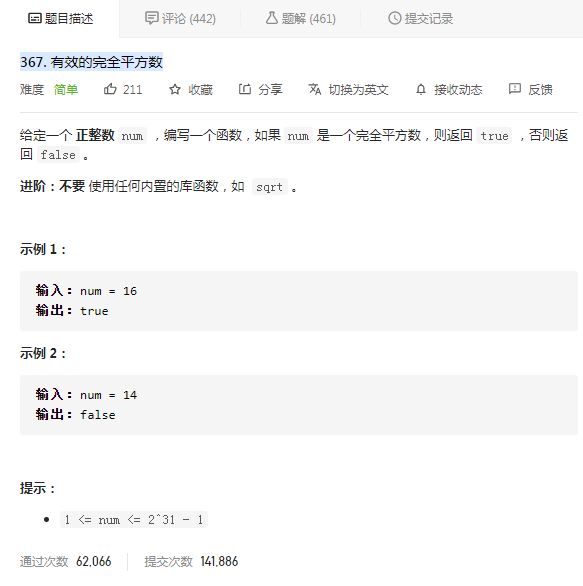 题目描述 评论 (442) 题解 (461) 提交记录
367. 有效的完全平方数
难度 简单 211 收藏 分享 切换为英文 接收动态 反馈
给定一个 正整数 num ，编写一个函数，如果 num 是一个完全平方数，则返回 true ，否则返
回 false 。
进阶：不要 使用任何内置的库函数，如 sqrt 。
示例 1：
输入：num = 16
输出：true
示例 2：
输入：num = 14
输出：false
提示：
1 <= num <= 2^31 - 1
通过次数 62,066 提交次数 141,886